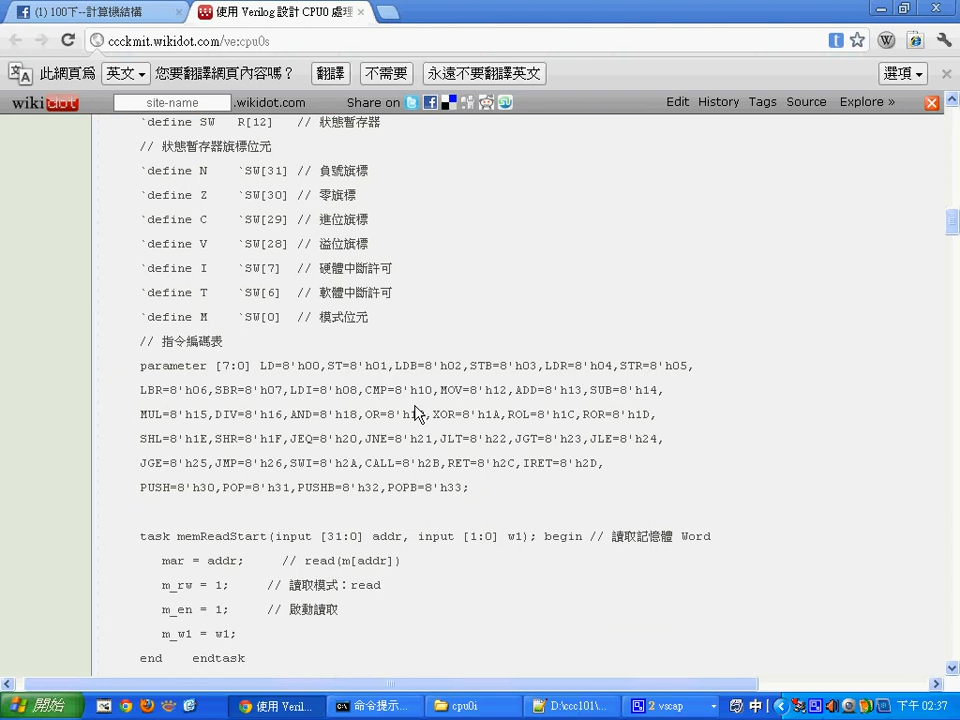 (1) 100下--計算機結構
使用 Verilog 設計 CPU0 處理
ccckmit.wikidot.com/ve:cpu0s
此網頁為 英文 您要翻譯網頁內容嗎？ 翻譯 不需要 永遠不要翻譯英文 選項
wikidot site-name .wikidot.com Share on Edit History Tags Source Explore »
`define SW R[12] // 狀態暫存器
// 狀態暫存器旗標位元
`define N `SW[31] // 負號旗標
`define Z `SW[30] // 零旗標
`define C `SW[29] // 進位旗標
`define V `SW[28] // 溢位旗標
`define I `SW[7] // 硬體中斷許可
`define T `SW[6] // 軟體中斷許可
`define M `SW[0] // 模式位元
// 指令編碼表
parameter [7:0] LD=8'h00,ST=8'h01,LDB=8'h02,STB=8'h03,LDR=8'h04,STR=8'h05,
LBR=8'h06,SBR=8'h07,LDI=8'h08,CMP=8'h10,MOV=8'h12,ADD=8'h13,SUB=8'h14,
MUL=8'h15,DIV=8'h16,AND=8'h18,OR=8'h1 ,XOR=8'h1A,ROL=8'h1C,ROR=8'h1D,
SHL=8'h1E,SHR=8'h1F,JEQ=8'h20,JNE=8'h21,JLT=8'h22,JGT=8'h23,JLE=8'h24,
JGE=8'h25,JMP=8'h26,SWI=8'h2A,CALL=8'h2B,RET=8'h2C,IRET=8'h2D,
PUSH=8'h30,POP=8'h31,PUSHB=8'h32,POPB=8'h33;
task memReadStart(input [31:0] addr, input [1:0] w1); begin // 讀取記憶體 Word
mar = addr; // read(m[addr])
m_rw = 1; // 讀取模式：read
m_en = 1; // 啟動讀取
m_w1 = w1;
end endtask
開始 使用 Veril... 命令提示... cpu0i D:\ccc101\... 2 vscap 中 下午 02:37